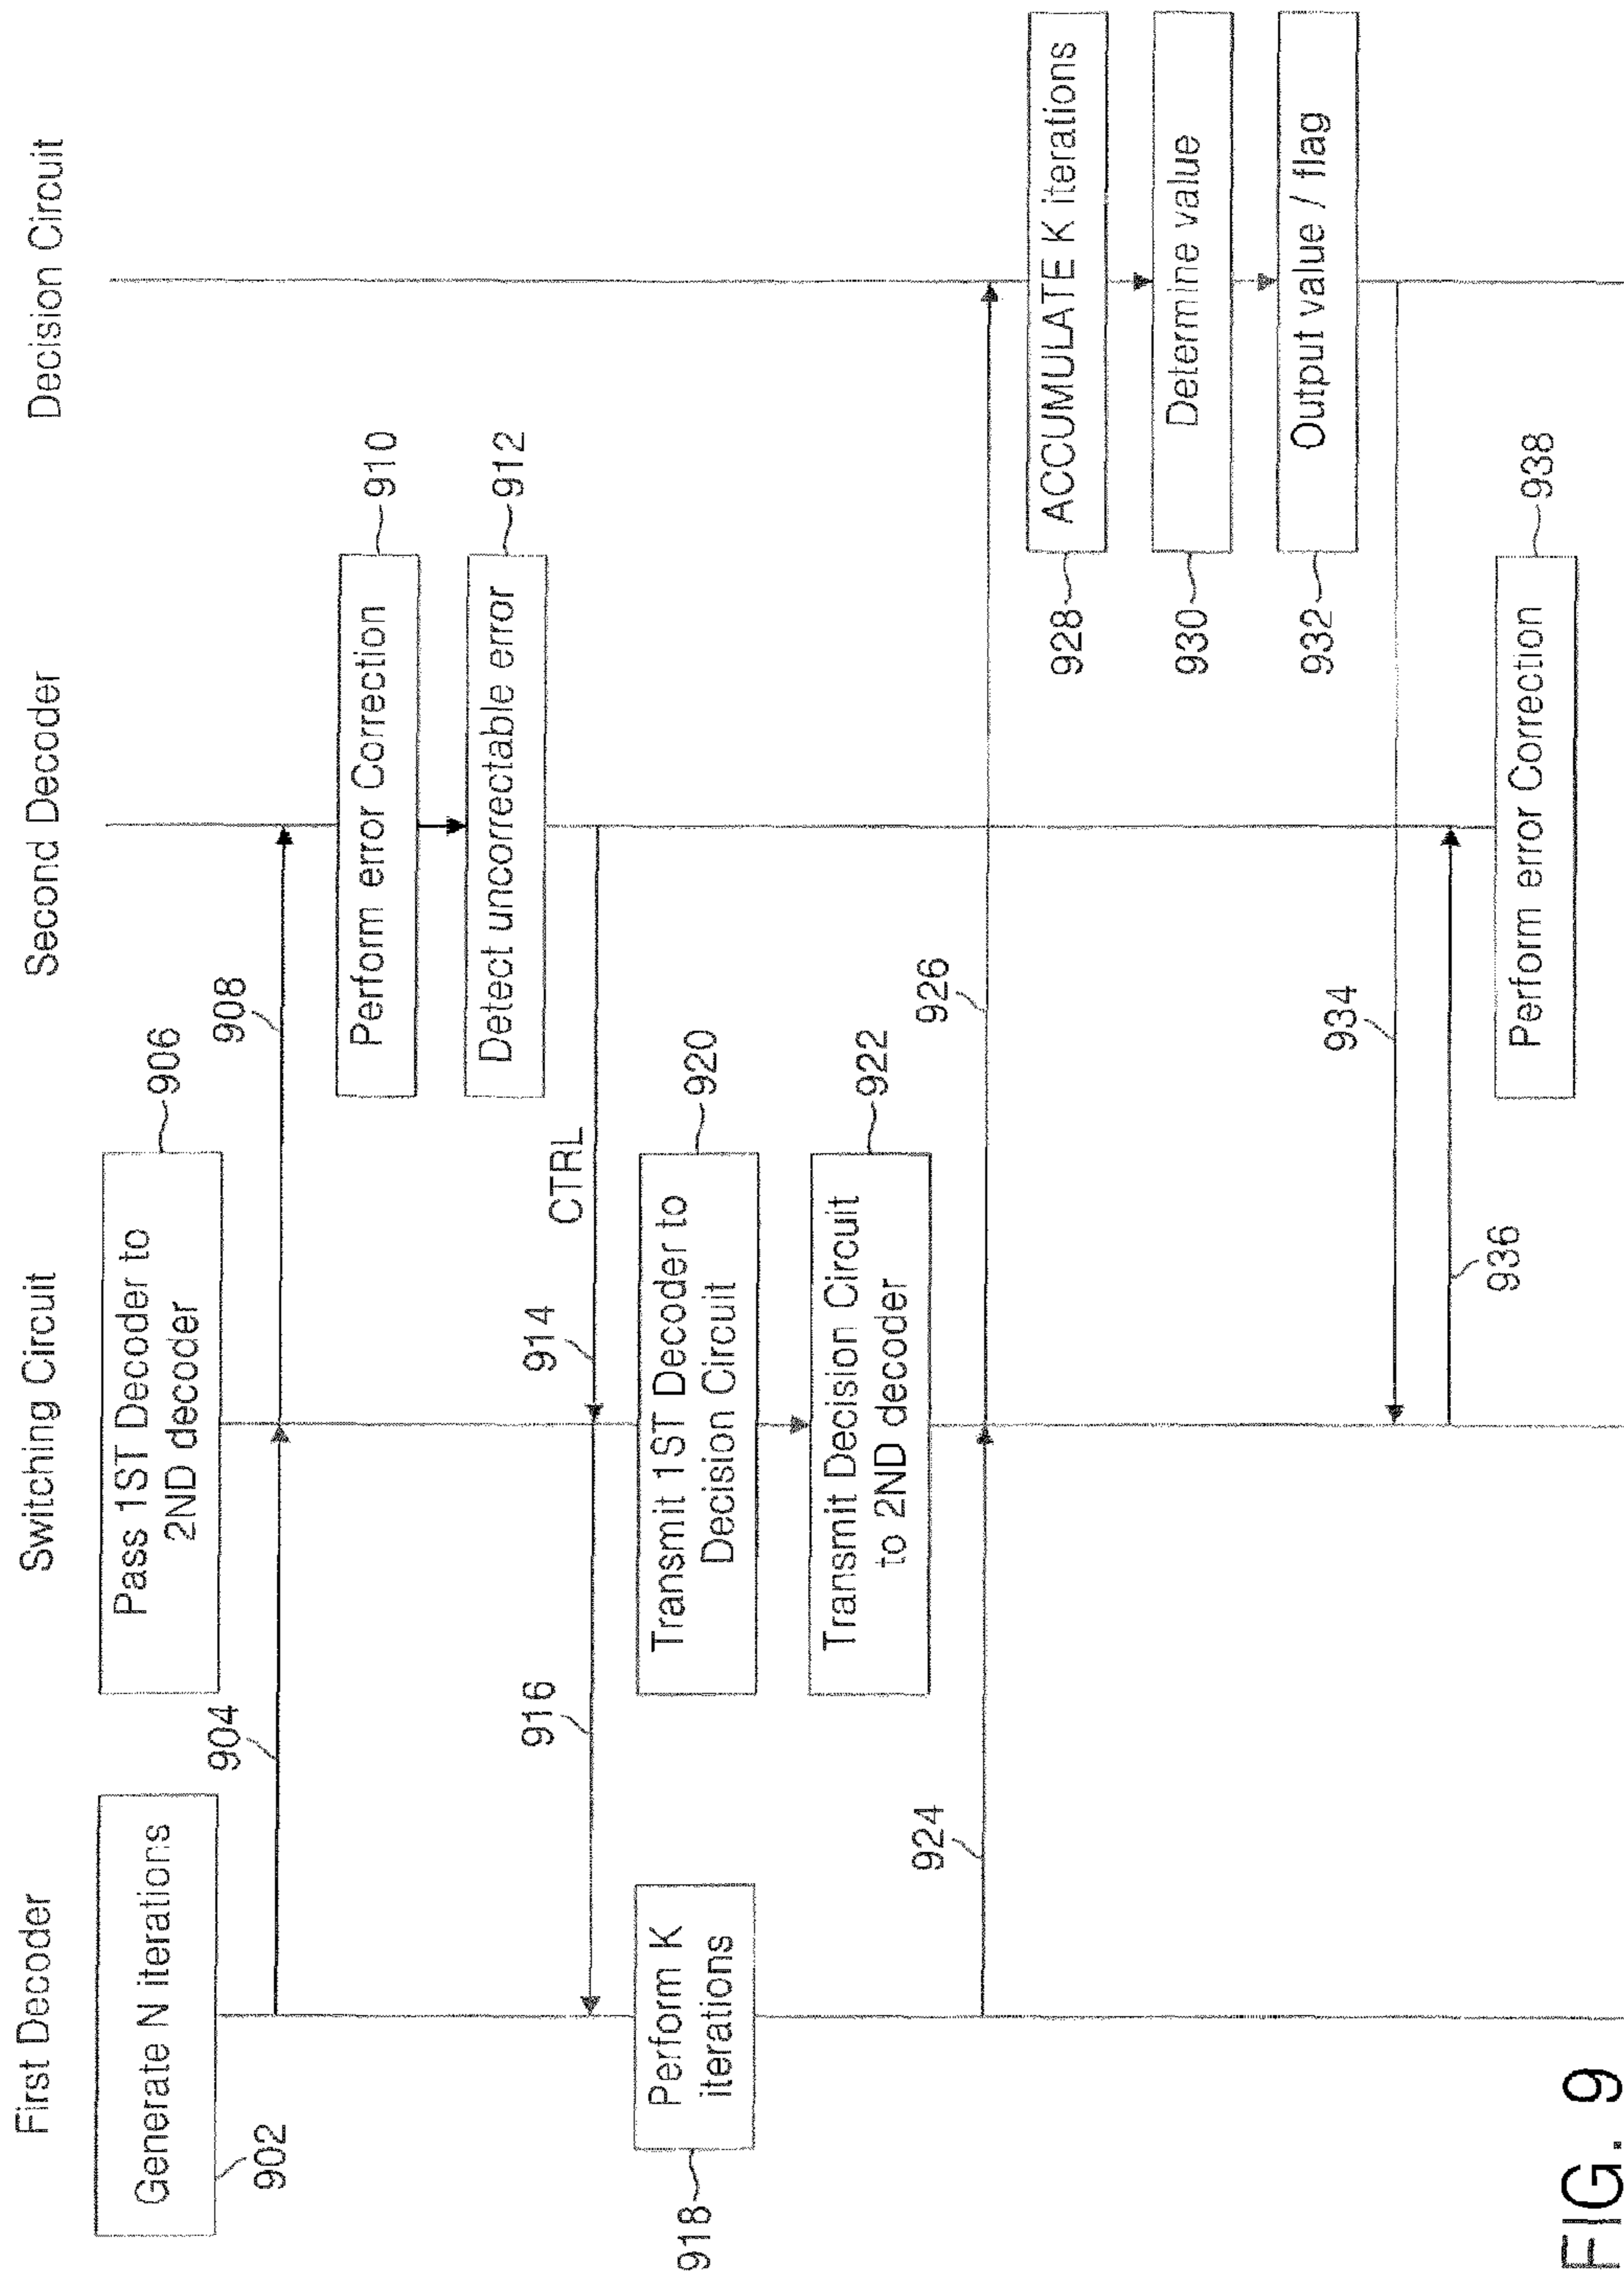 First Decoder
Switching Circuit
Second Decoder
Decision Circuit
Generate N iterations
902
904
Pass 1ST Decoder to
2ND decoder
906
908
Perform error Correction
910
Detect uncorrectable error
912
CTRL
914
916
Perform K
iterations
918
Transmit 1ST Decoder to
Decision Circuit
920
Transmit Decision Circuit
to 2ND decoder
922
924
926
ACCUMULATE K iterations
928
Determine value
930
Output value / flag
932
934
936
Perform error Correction
938
FIG. 9